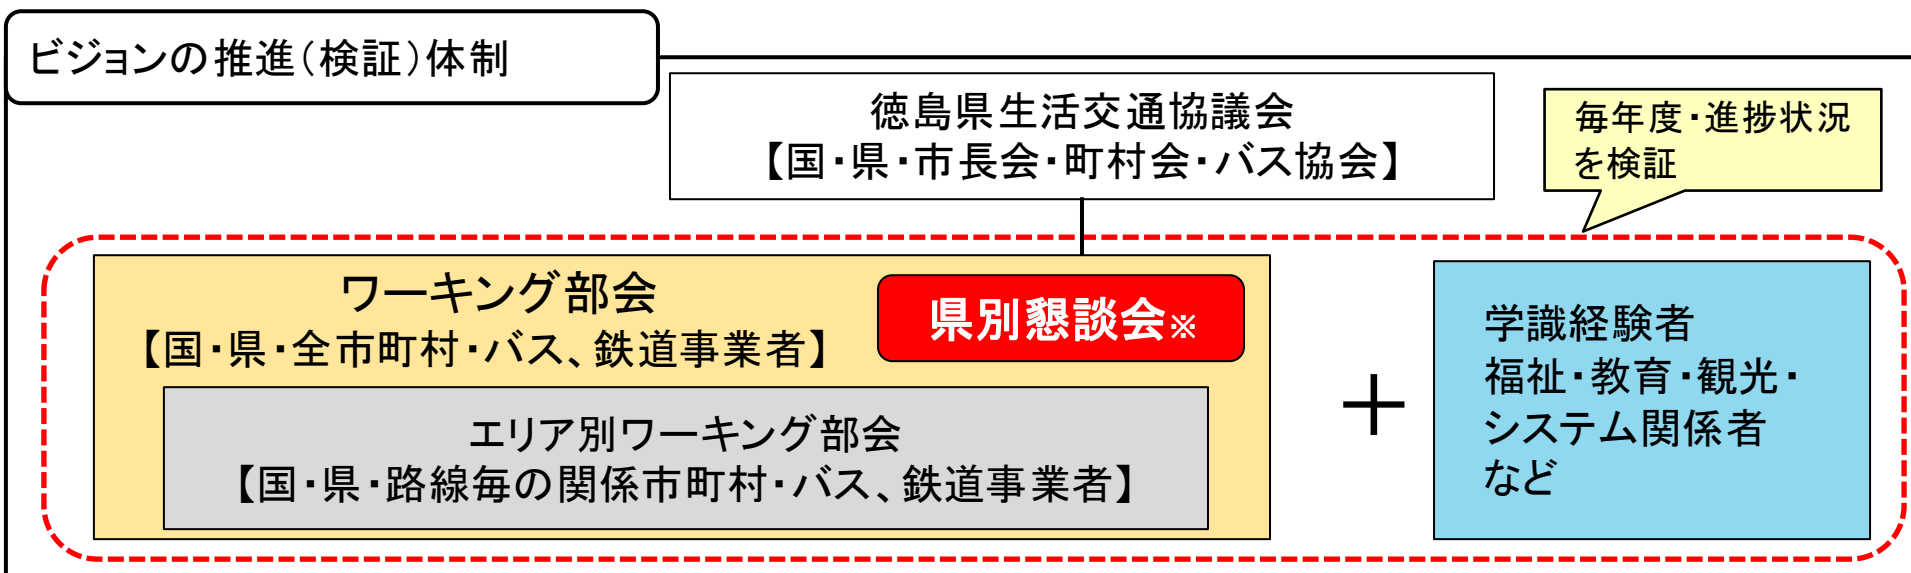 ビジョンの推進（検証）体制
徳島県生活交通協議会
【国・県・市長会・町村会・バス協会】
毎年度・進捗状況
を検証
ワーキング部会
【国・県・全市町村・バス、鉄道事業者】
県別懇談会※
エリア別ワーキング部会
【国・県・路線毎の関係市町村・バス、鉄道事業者】
＋
学識経験者
福祉・教育・観光・
システム関係者
など